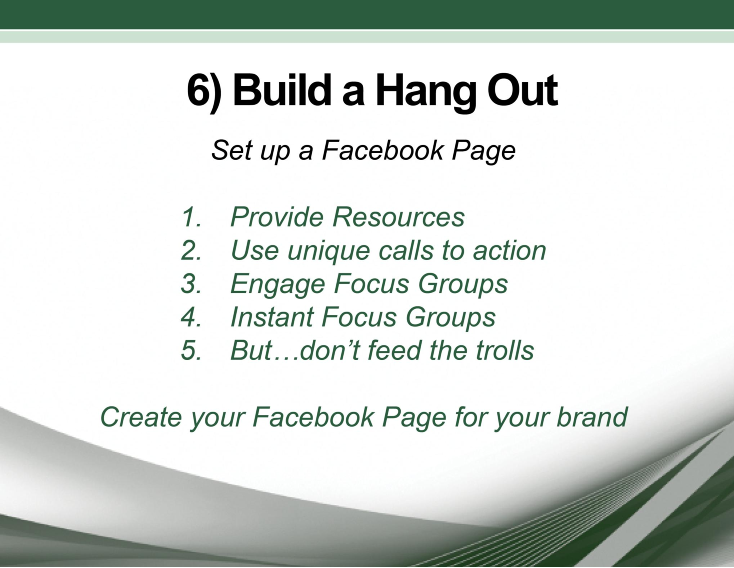 6) Build a Hang Out
Set up a Facebook Page
1. Provide Resources
2. Use unique calls to action
3. Engage Focus Groups
4. Instant Focus Groups
5. But…don’t feed the trolls
Create your Facebook Page for your brand